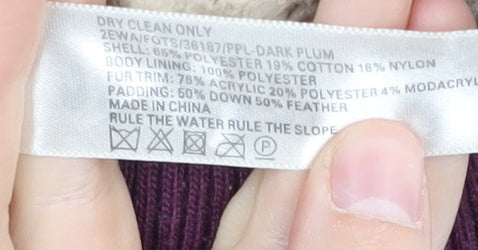 DRY CLEAN ONLY
2EWA/FOTS/36187/PPL-DARK PLUM
SHELL: 65% POLYESTER 19% COTTON 16% NYLON
BODY LINING: 100% POLYESTER
FUR TRIM: 76% ACRYLIC 20% POLYESTER 4% MODACRYL
PADDING: 50% DOWN 50% FEATHER
MADE IN CHINA
RULE THE WATER RULE THE SLOPE
P